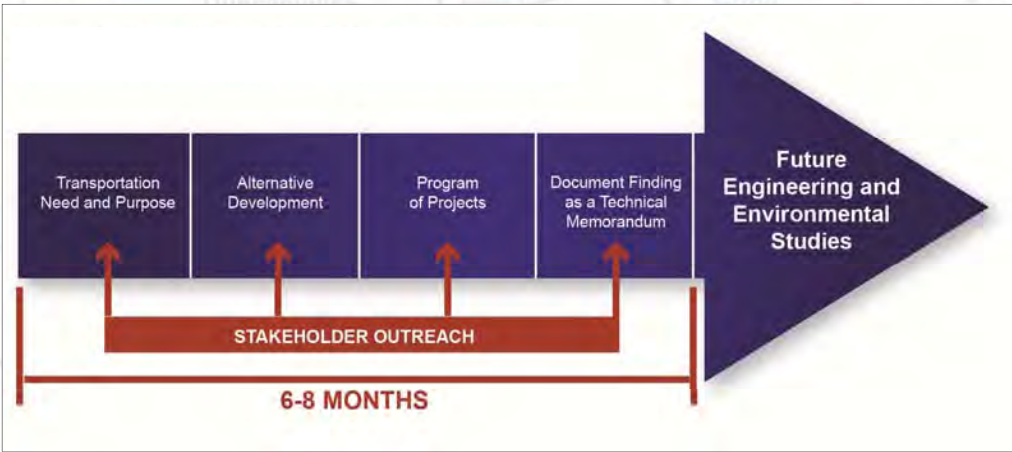 Transportation
Need and Purpose
Alternative
Development
Program
of Projects
Document Finding
as a Technical
Memorandum
Future
Engineering and
Environmental
Studies
STAKEHOLDER OUTREACH
6-8 MONTHS